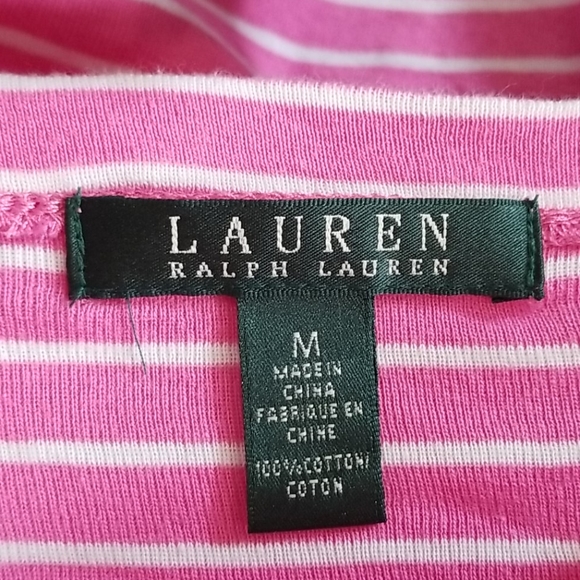 LAUREN
RALPH LAUREN
M
MADE IN
CHINA
FABRIQUE EN
CHINE
100%COTTON/
COTON